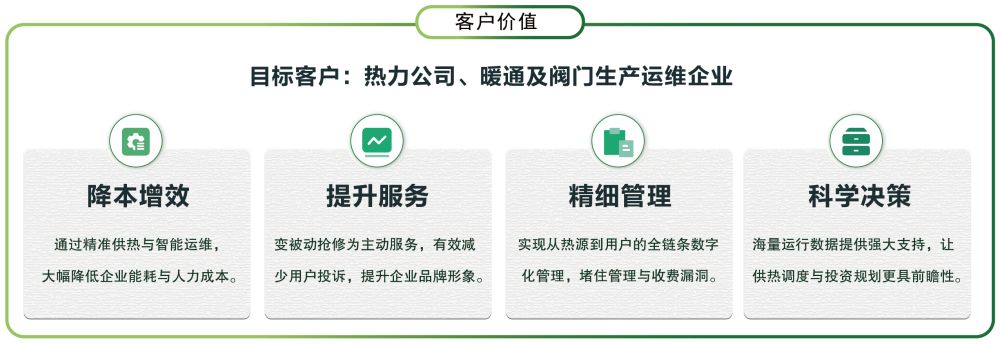 客户价值
目标客户：热力公司、暖通及阀门生产运维企业
降本增效
通过精准供热与智能运维，
大幅降低企业能耗与人力成本。
提升服务
变被动抢修为主动服务，有效减
少用户投诉，提升企业品牌形象。
精细管理
实现从热源到用户的全链条数字
化管理，堵住管理与收费漏洞。
科学决策
海量运行数据提供强大支持，让
供热调度与投资规划更具前瞻性。